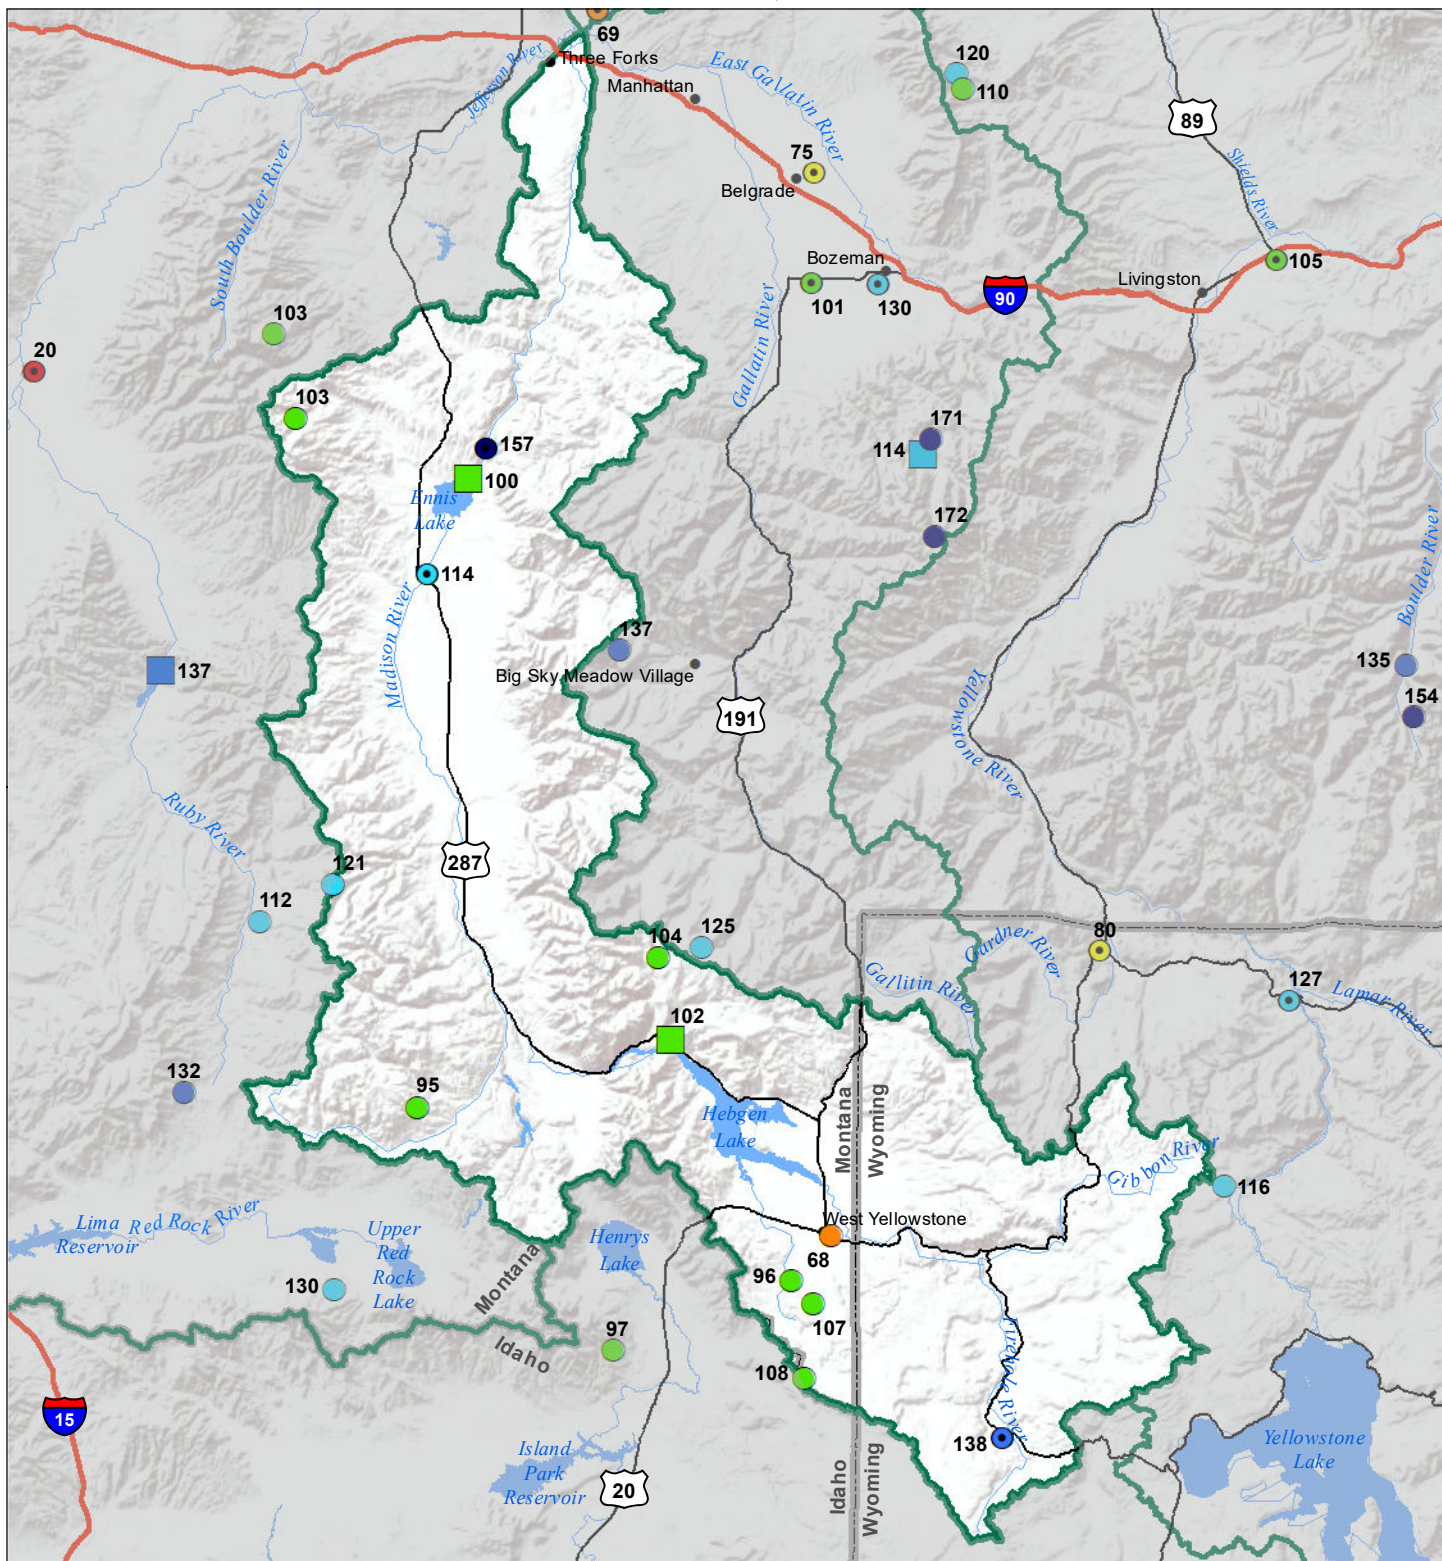 69
Three Forks
Jefferson River
Manhattan
East Gallatin River
120
110
89
75
Belgrade
Shields River
South Boulder River
Bozeman
Livingston
105
101
130
90
103
20
Gallatin River
103
171
157
114
100
Ennis
Lake
172
Boulder River
114
Madison River
137
137
135
Big Sky Meadow Village
154
191
Yellowstone River
Ruby River
287
121
112
104
125
80
Gardner River
Gallitin River
127
Lamar River
102
132
95
Hebgen
Lake
Montana
Wyoming
Gibbon River
116
Lima
Reservoir
Red Rock River
Upper
Red
Rock
Lake
Henrys
Lake
West Yellowstone
68
Montana
96
130
107
Idaho
97
108
Firehole River
15
138
Island
Park
Reservoir
20
Idaho
Wyoming
Yellowstone
Lake